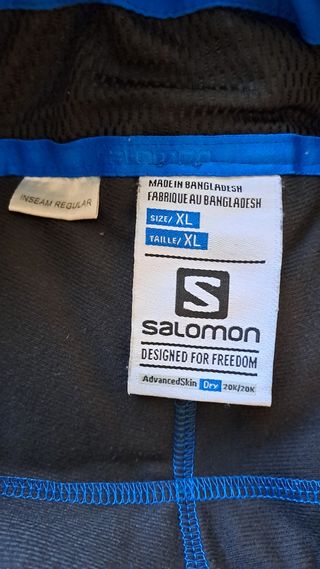 MADE IN BANGLADESH
FABRIQUE AU BANGLADESH
SIZE/ XL
TAILLE/ XL
INSEAM REGULAR
S
salomon
DESIGNED FOR FREEDOM
AdvancedSkin Dry 20K/20K